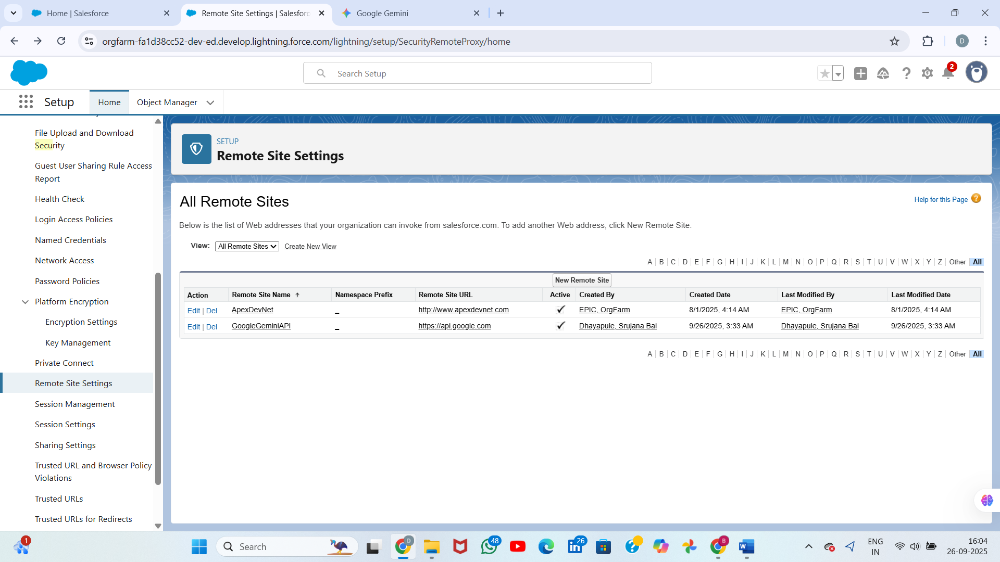 Home | Salesforce
Remote Site Settings | Salesforc
Google Gemini
orgfarm-fa1d38cc52-dev-ed.develop.lightning.force.com/lightning/setup/SecurityRemoteProxy/home
D
Search Setup
2
Setup
Home
Object Manager
File Upload and Download
Security
Guest User Sharing Rule Access
Report
Health Check
Login Access Policies
Named Credentials
Network Access
Password Policies
Platform Encryption
Encryption Settings
Key Management
Private Connect
Remote Site Settings
Session Management
Session Settings
Sharing Settings
Trusted URL and Browser Policy
Violations
Trusted URLs
Trusted URLs for Redirects
SETUP
Remote Site Settings
All Remote Sites
Help for this Page ?
Below is the list of Web addresses that your organization can invoke from salesforce.com. To add another Web address, click New Remote Site.
View: All Remote Sites Create New View
A | B | C | D | E | F | G | H | I | J | K | L | M | N | O | P | Q | R | S | T | U | V | W | X | Y | Z | Other | All
New Remote Site
Action Remote Site Name Namespace Prefix Remote Site URL Active Created By Created Date Last Modified By Last Modified Date
Edit | Del ApexDevNet _ http://www.apexdevnet.com EPIC, OrgFarm 8/1/2025, 4:14 AM EPIC, OrgFarm 8/1/2025, 4:14 AM
Edit | Del GoogleGeminiAPI _ https://api.google.com Dhayapule, Srujana Bai 9/26/2025, 3:33 AM Dhayapule, Srujana Bai 9/26/2025, 3:33 AM
A | B | C | D | E | F | G | H | I | J | K | L | M | N | O | P | Q | R | S | T | U | V | W | X | Y | Z | Other | All
1
Search
D
48
26
B
ENG
IN
16:04
26-09-2025